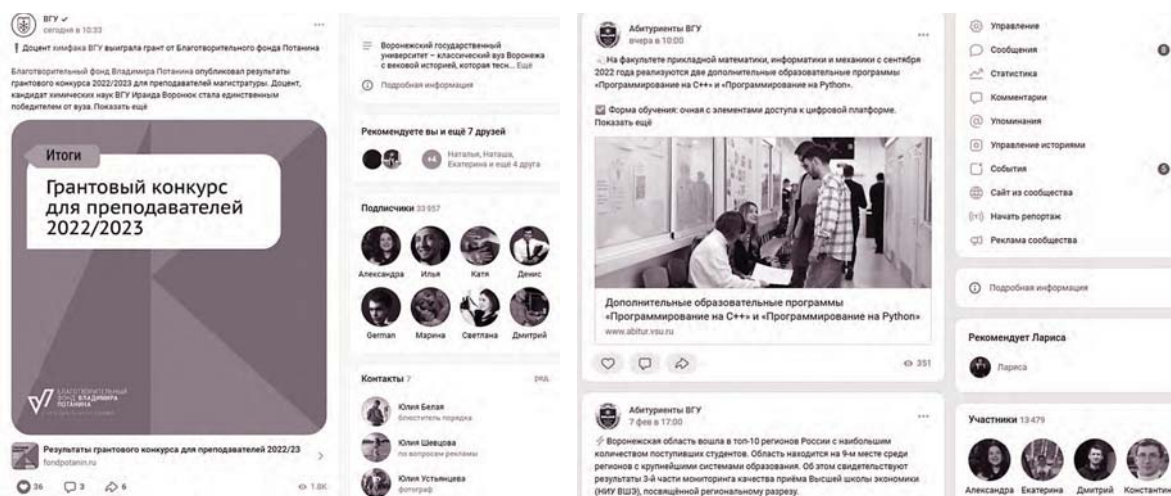 ВГУ
сегодня в 10:33
Доцент химфака ВГУ выиграла грант от Благотворительного фонда Потанина
Благотворительный фонд Владимира Потанина опубликовал результаты
грантового конкурса 2022/2023 для преподавателей магистратуры. Доцент,
кандидат химических наук ВГУ Ираида Воронюк стала единственным
победителем от вуза. Показать ещё
Итоги
Грантовый конкурс
для преподавателей
2022/2023
БЛАГОТВОРИТЕЛЬНЫЙ
ФОНД ВЛАДИМИРА
ПОТАНИНА
Результаты грантового конкурса для преподавателей 2022/23
fondpotanin.ru
36 3 6 1.8K
Воронежский государственный
университет – классический вуз Воронежа
с вековой историей, которая тесн... Ещё
Подробная информация
Рекомендуете вы и ещё 7 друзей
+4
Наталья, Наташа,
Екатерина и ещё 4 друга
Подписчики 33 957
Александра Илья Катя Денис
German Марина Светлана Дмитрий
Контакты 7
ред.
Юлия Белая
блюститель порядка
Юлия Шевцова
по вопросам рекламы
Юлия Устьянцева
фотограф
Абитуриенты ВГУ
вчера в 10:00
На факультете прикладной математики, информатики и механики с сентября
2022 года реализуются две дополнительные образовательные программы
«Программирование на C++» и «Программирование на Python».
Форма обучения: очная с элементами доступа к цифровой платформе.
Показать ещё
Дополнительные образовательные программы
«Программирование на C++» и «Программирование на Python»
www.abitur.vsu.ru
351
Абитуриенты ВГУ
7 фев в 17:00
Воронежская область вошла в топ-10 регионов России с наибольшим
количеством поступивших студентов. Область находится на 9-м месте среди
регионов с крупнейшими системами образования. Об этом свидетельствуют
результаты 3-й части мониторинга качества приёма Высшей школы экономики
(НИУ ВШЭ), посвящённой региональному разрезу.
Управление
Сообщения
Статистика
Комментарии
Упоминания
Управление историями
События 5
Сайт из сообщества
Начать репортаж
Реклама сообщества
Подробная информация
Рекомендует Лариса
Лариса
Участники 13 479
Александра Екатерина Дмитрий Константин